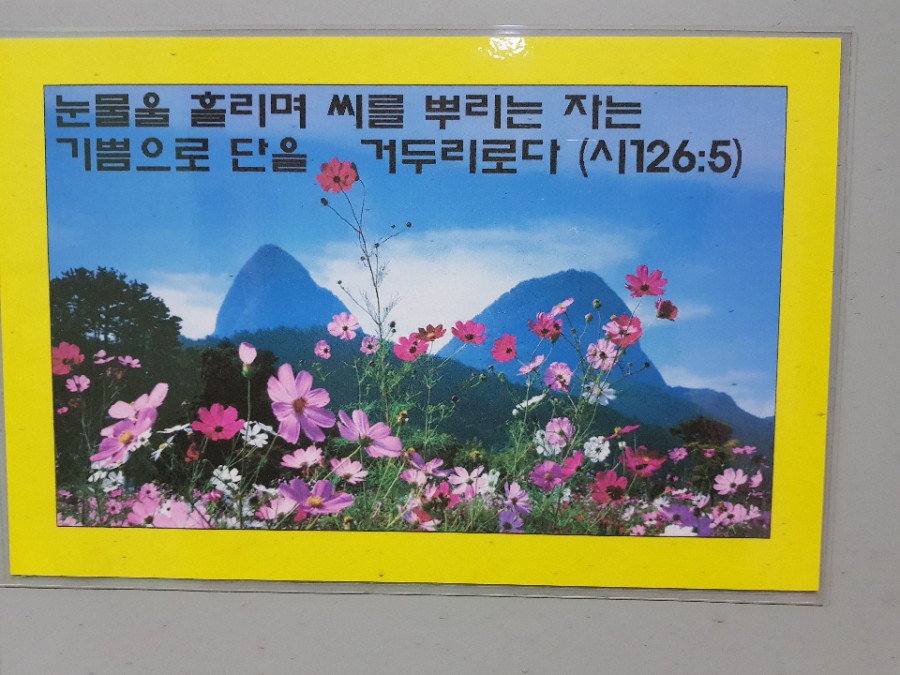 눈물울 흘리며 씨를 뿌리는 자는
기쁨으로 단을 거두리로다 (시126:5)